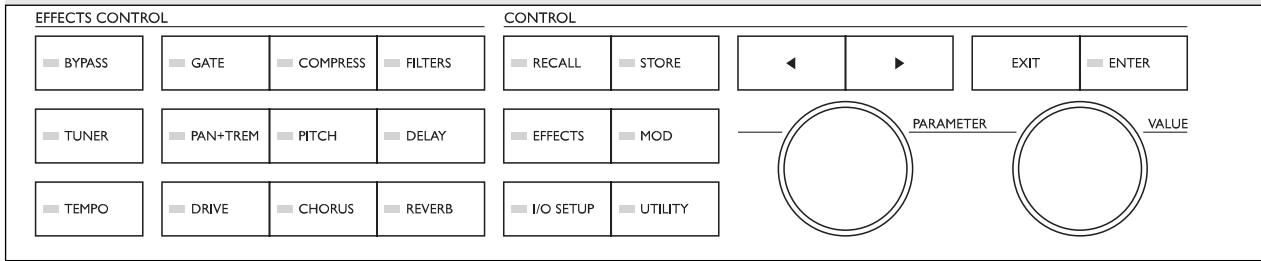 EFFECTS CONTROL CONTROL
BYPASS GATE COMPRESS FILTERS RECALL STORE EXIT ENTER
PARAMETER VALUE
TUNER PAN+TREM PITCH DELAY EFFECTS MOD
TEMPO DRIVE CHORUS REVERB I/O SETUP UTILITY